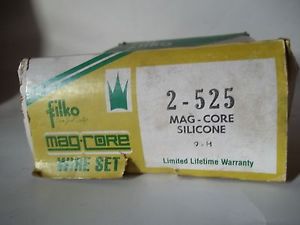 filko
mag-core
WIRE SET
2-525
MAG-CORE
SILICONE
Limited Lifetime Warranty